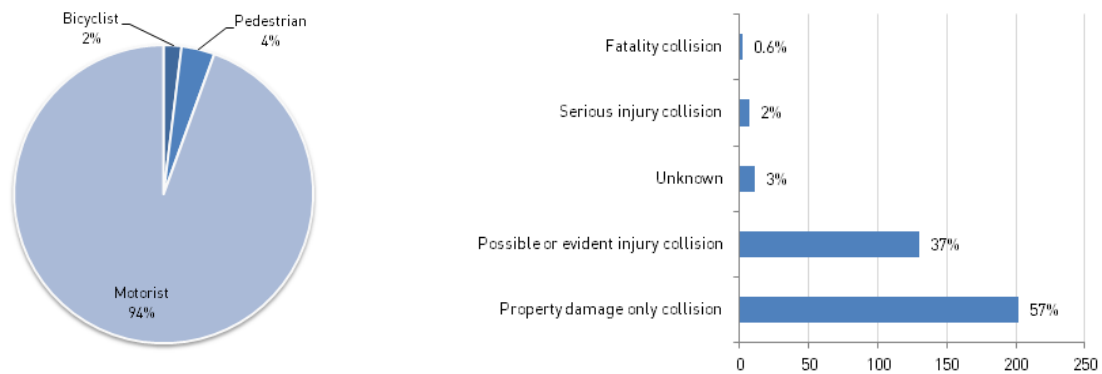 Bicyclist
2%
Pedestrian
4%
Motorist
94%
Fatality collision
0.6%
Serious injury collision
2%
Unknown
3%
Possible or evident injury collision
37%
Property damage only collision
57%
0 50 100 150 200 250